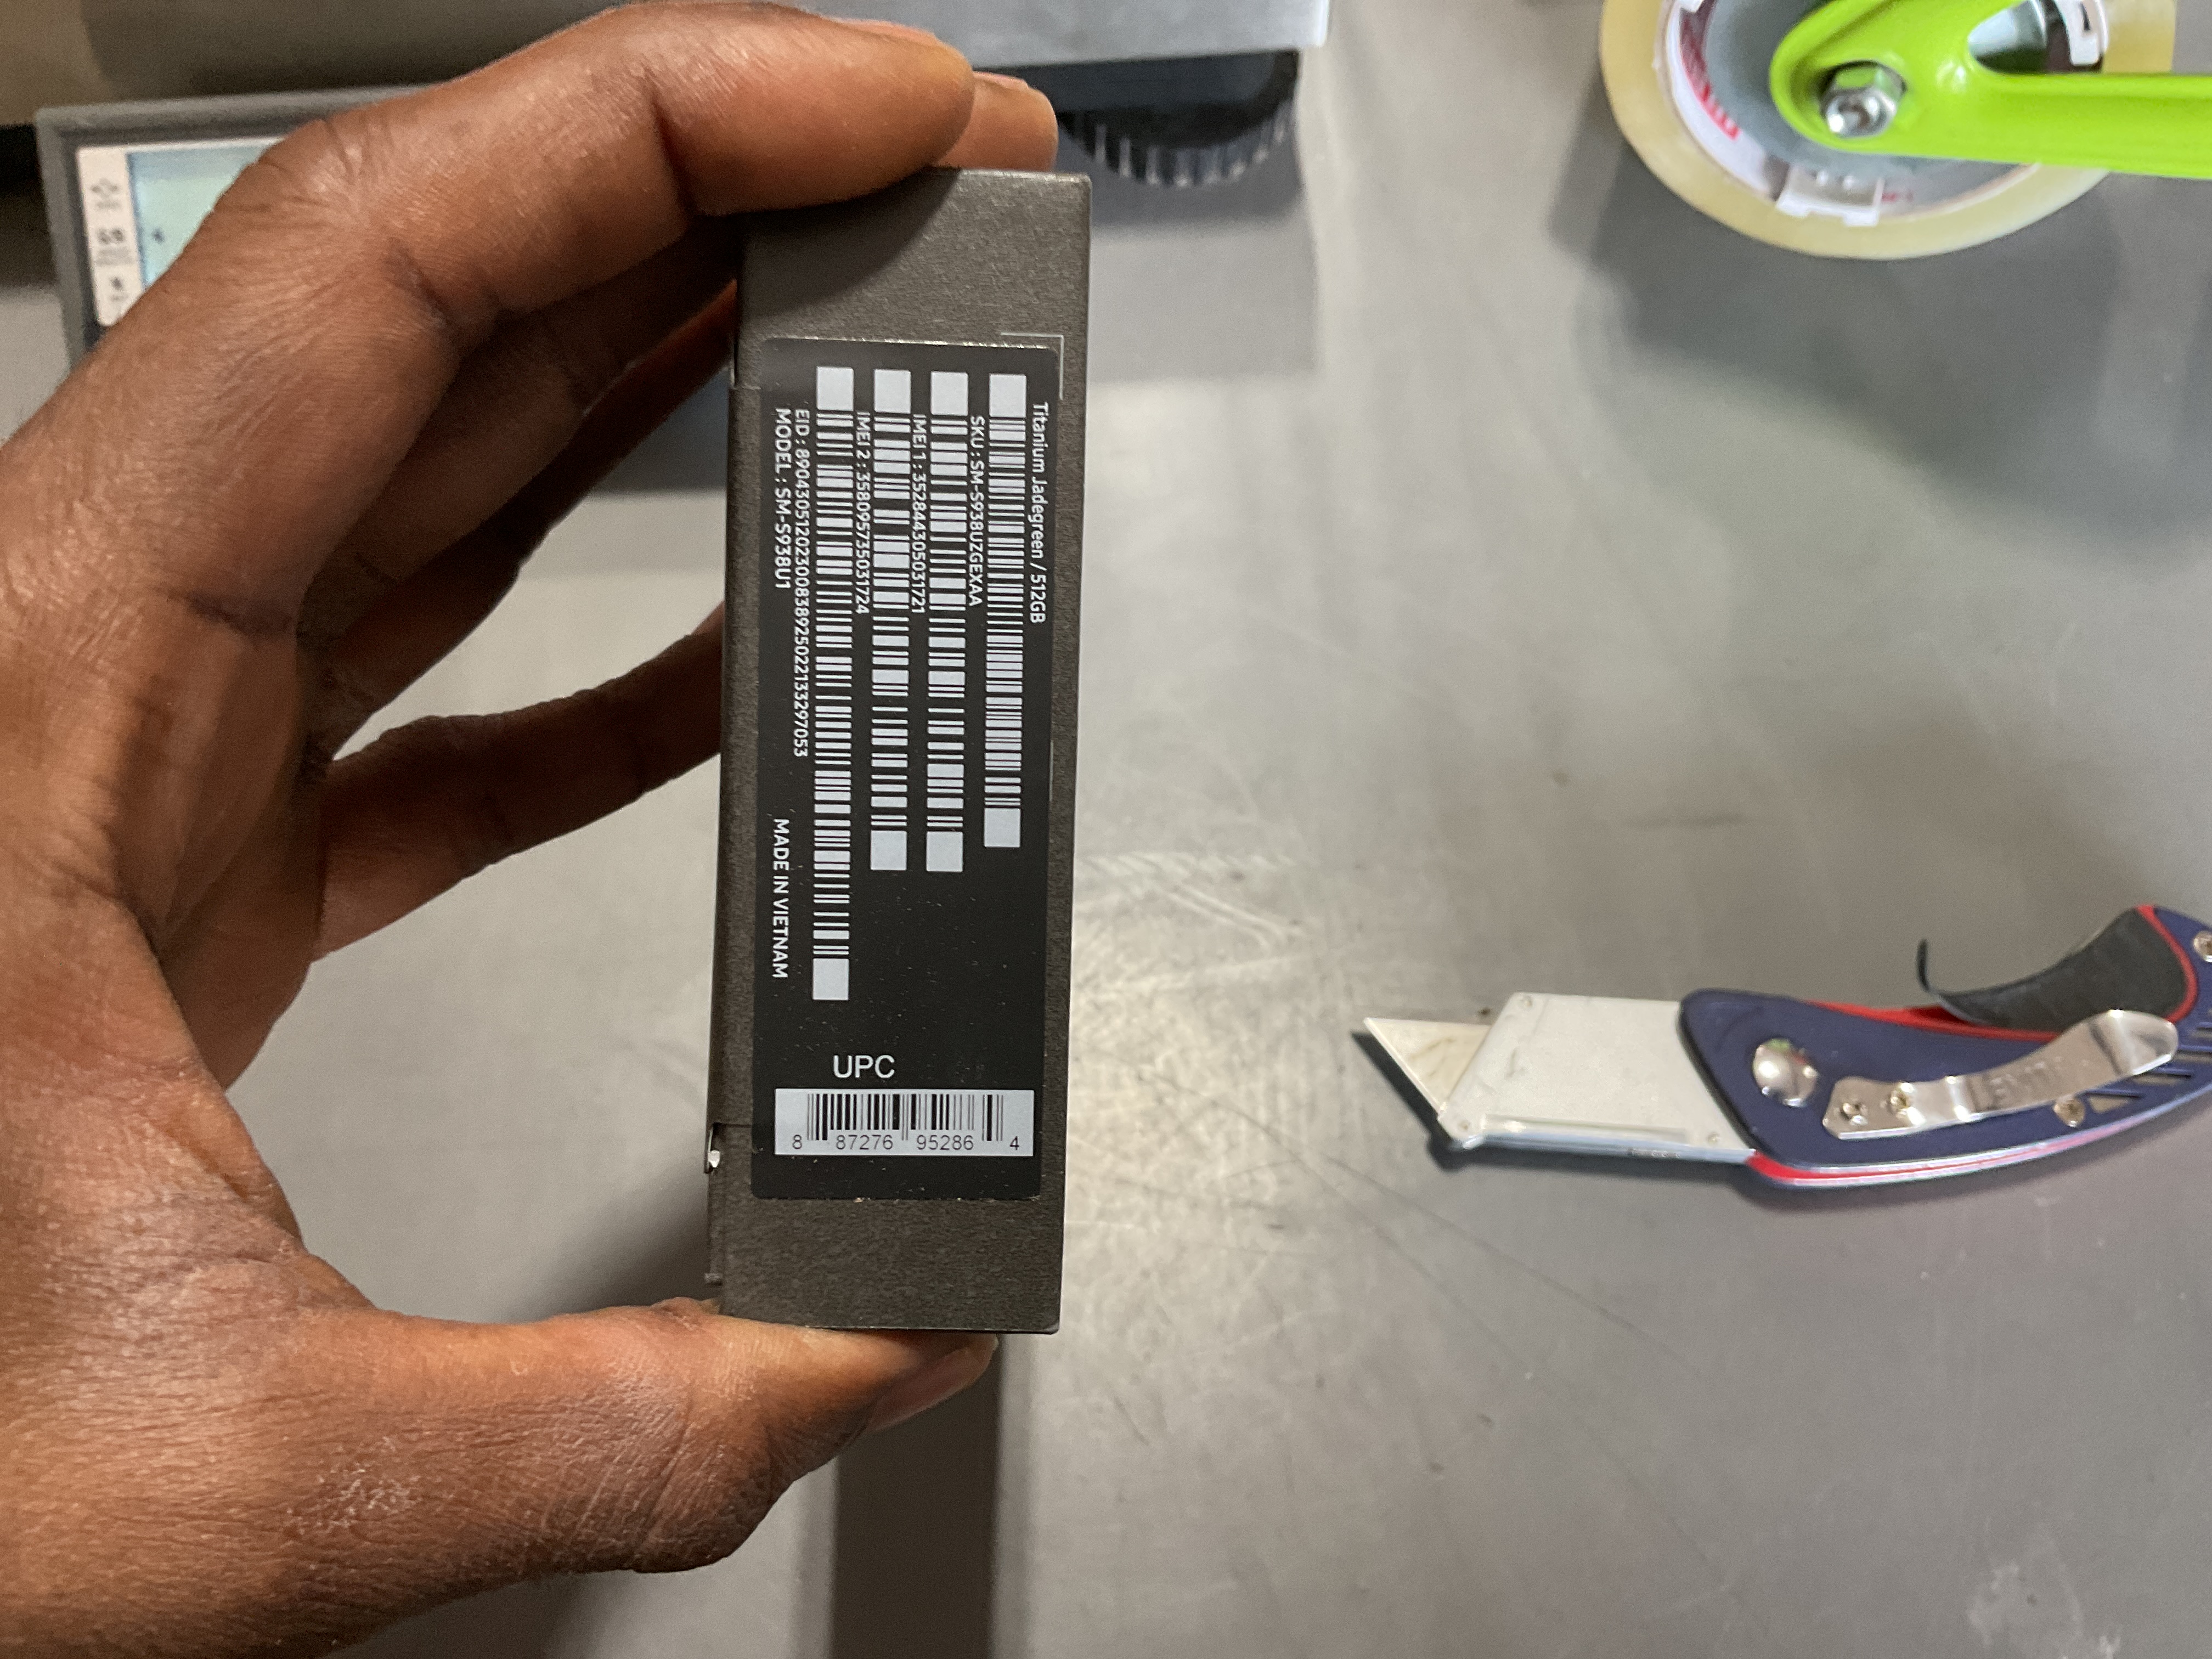 Titanium Jadegreen / 512GB
SKU : SM-S938UZGEXAA
IMEI 1 : 352844305031721
IMEI 2 : 358095735031724
EID : 89043051202300838925022133297053
MODEL : SM-S938U1
MADE IN VIETNAM
UPC
8 87276 95286 4